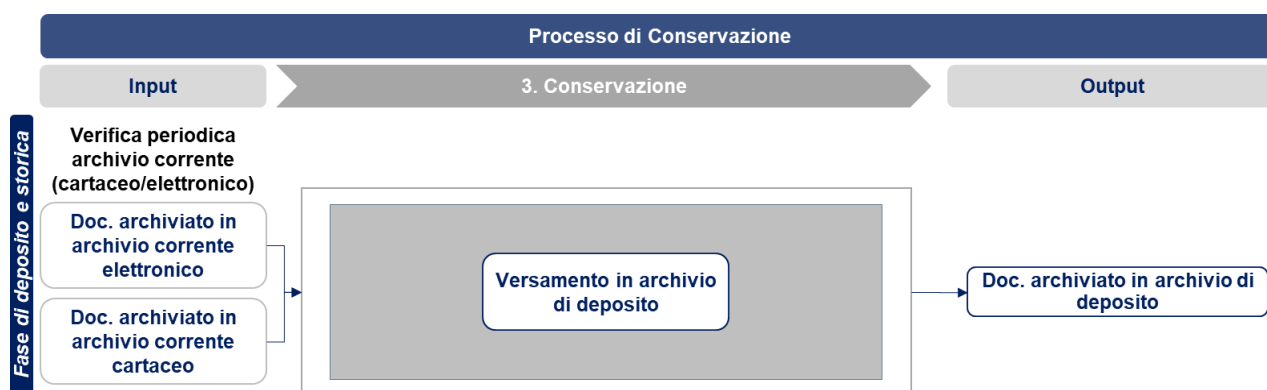 Processo di Conservazione
Input
3. Conservazione
Output
Fase di deposito e storica
Verifica periodica
archivio corrente
(cartaceo/elettronico)
Doc. archiviato in
archivio corrente
elettronico
Doc. archiviato in
archivio corrente
cartaceo
Versamento in archivio
di deposito
Doc. archiviato in archivio di
deposito